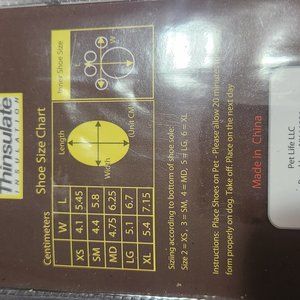 Thinsulate
INSULATION
Shoe Size Chart
Length
Width
Unit CM
Inner Shoe Size
Centimeters
W L
XS 4.1 5.45
SM 4.4 5.8
MD 4.75 6.25
LG 5.1 6.7
XL 5.4 7.15
Siziing according to bottom of shoe sole:
Size 2 = XS , 3 = SM, 4 = MD, 5 = LG, 6 = XL
Instructions: Place Shoes on Pet - Please allow 20 minutes
form properly on dog. Take off. Place on the next day
Made in China
Pet Life LLC